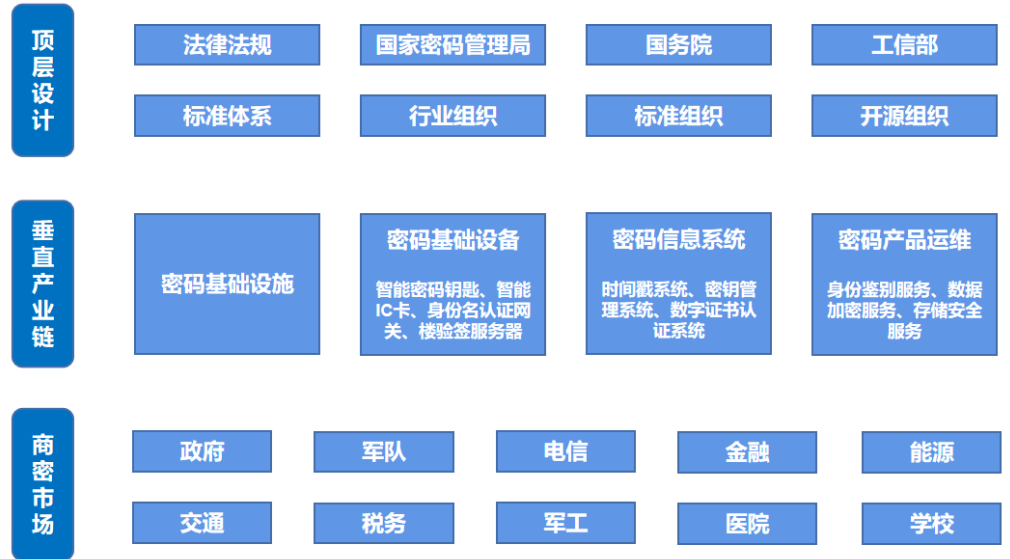 顶层设计
法律法规
国家密码管理局
国务院
工信部
标准体系
行业组织
标准组织
开源组织
垂直产业链
密码基础设施
密码基础设备
智能密码钥匙、智能
IC卡、身份名认证网
关、楼验签服务器
密码信息系统
时间戳系统、密钥管
理系统、数字证书认
证系统
密码产品运维
身份鉴别服务、数据
加密服务、存储安全
服务
商密市场
政府
军队
电信
金融
能源
交通
税务
军工
医院
学校